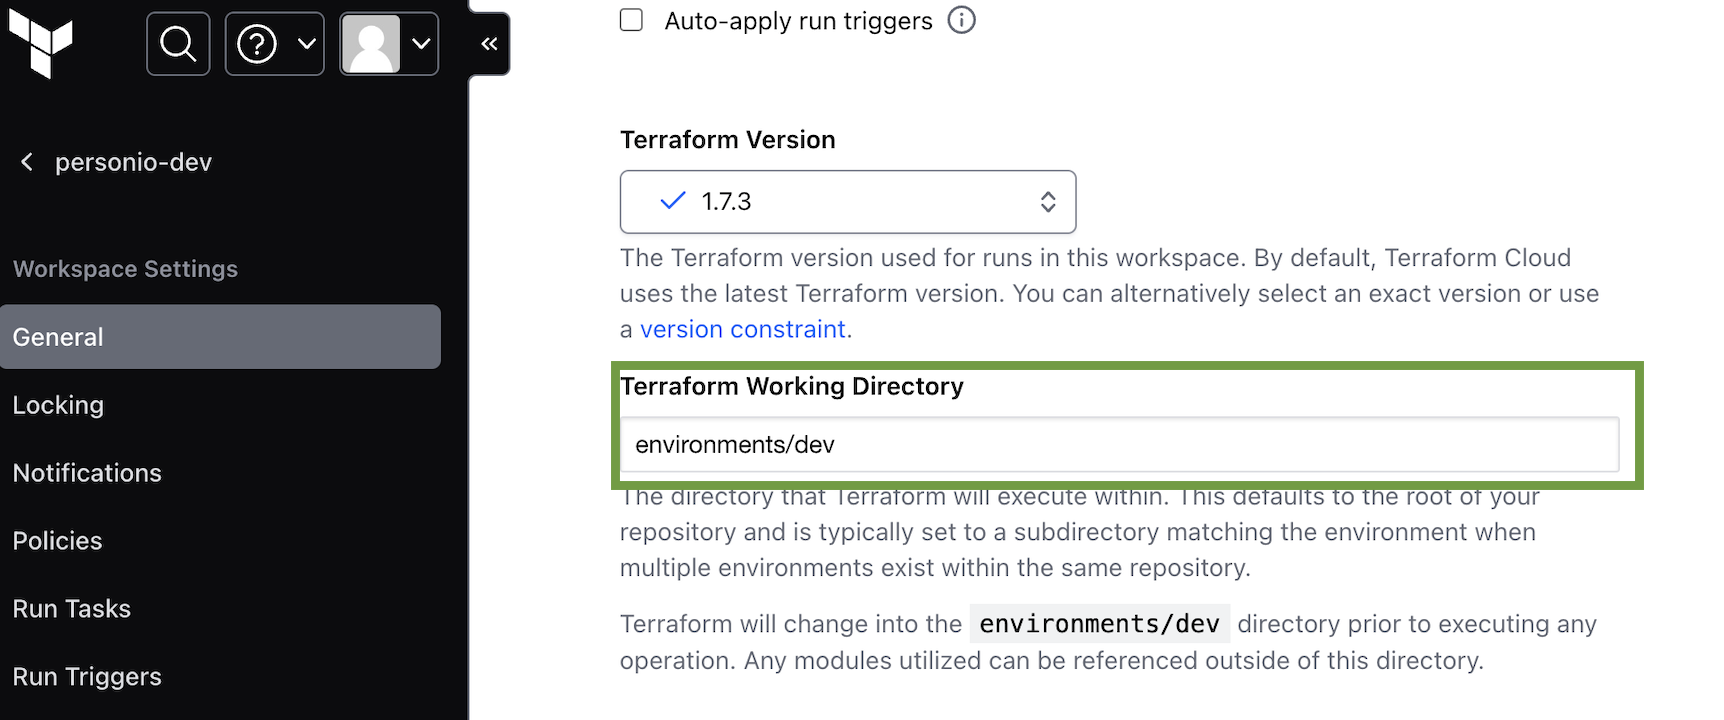 Auto-apply run triggers
personio-dev
Workspace Settings
General
Locking
Notifications
Policies
Run Tasks
Run Triggers
Terraform Version
1.7.3
The Terraform version used for runs in this workspace. By default, Terraform Cloud
uses the latest Terraform version. You can alternatively select an exact version or use
a version constraint.
Terraform Working Directory
environments/dev
The directory that Terraform will execute within. This defaults to the root of your
repository and is typically set to a subdirectory matching the environment when
multiple environments exist within the same repository.
Terraform will change into the environments/dev directory prior to executing any
operation. Any modules utilized can be referenced outside of this directory.